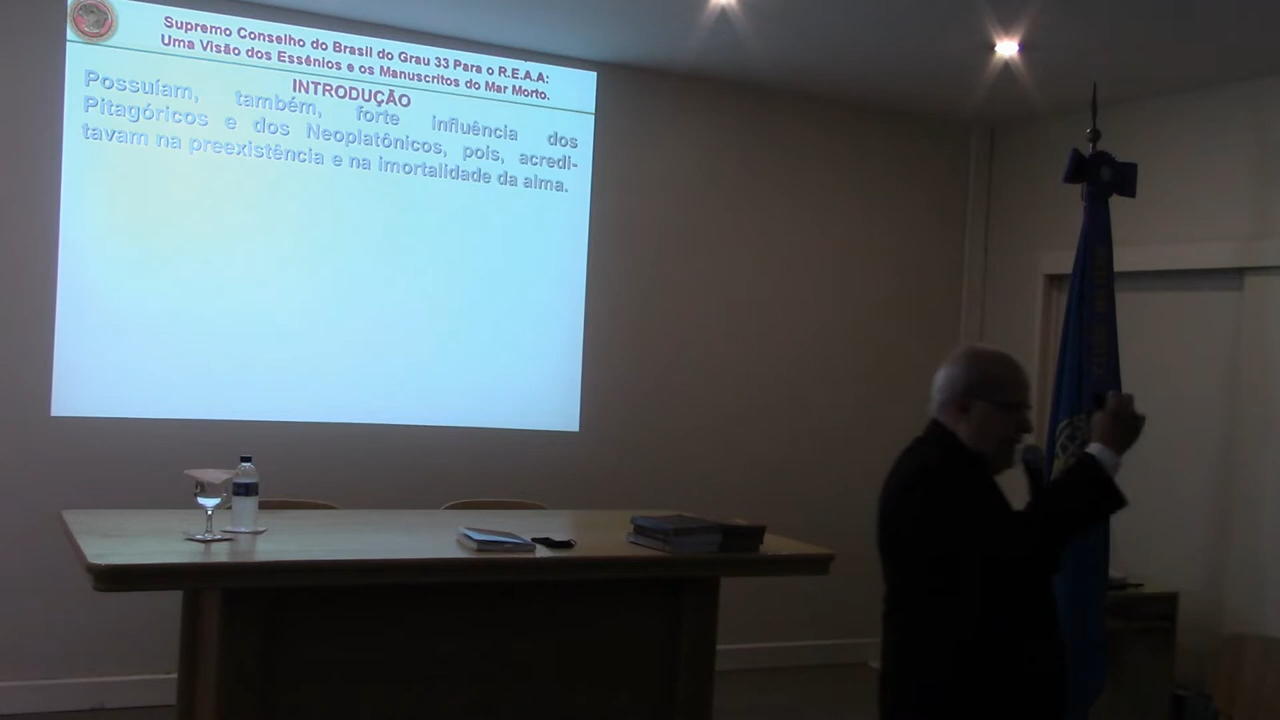 Supremo Conselho do Brasil do Grau 33 Para o R.E.A.A:
Uma Visão dos Essênios e os Manuscritos do Mar Morto.
INTRODUÇÃO
Possuíam, também, forte influência dos
Pitagóricos e dos Neoplatônicos, pois, acredi-
tavam na preexistência e na imortalidade da alma.